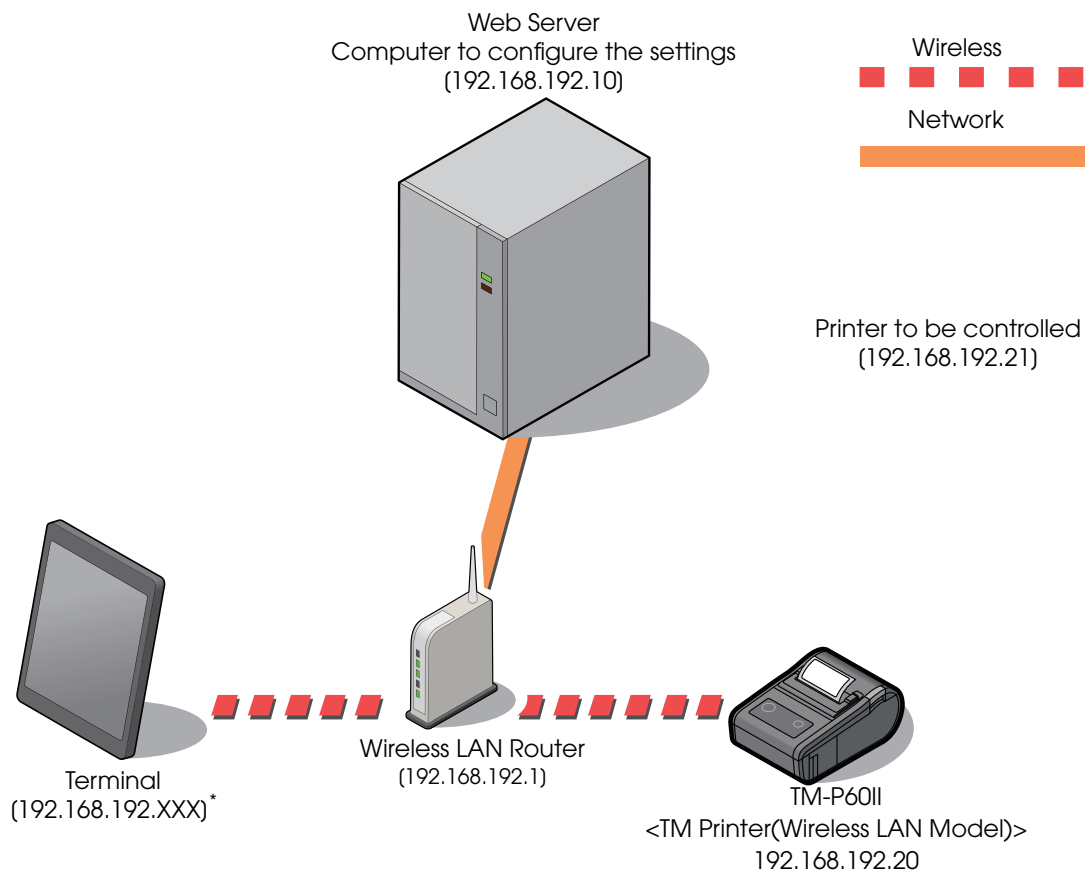 Web Server
Computer to configure the settings
(192.168.192.10)
Wireless
Network
Printer to be controlled
(192.168.192.21)
Wireless LAN Router
(192.168.192.1)
Terminal
(192.168.192.XXX)*
TM-P60II
<TM Printer(Wireless LAN Model)>
192.168.192.20